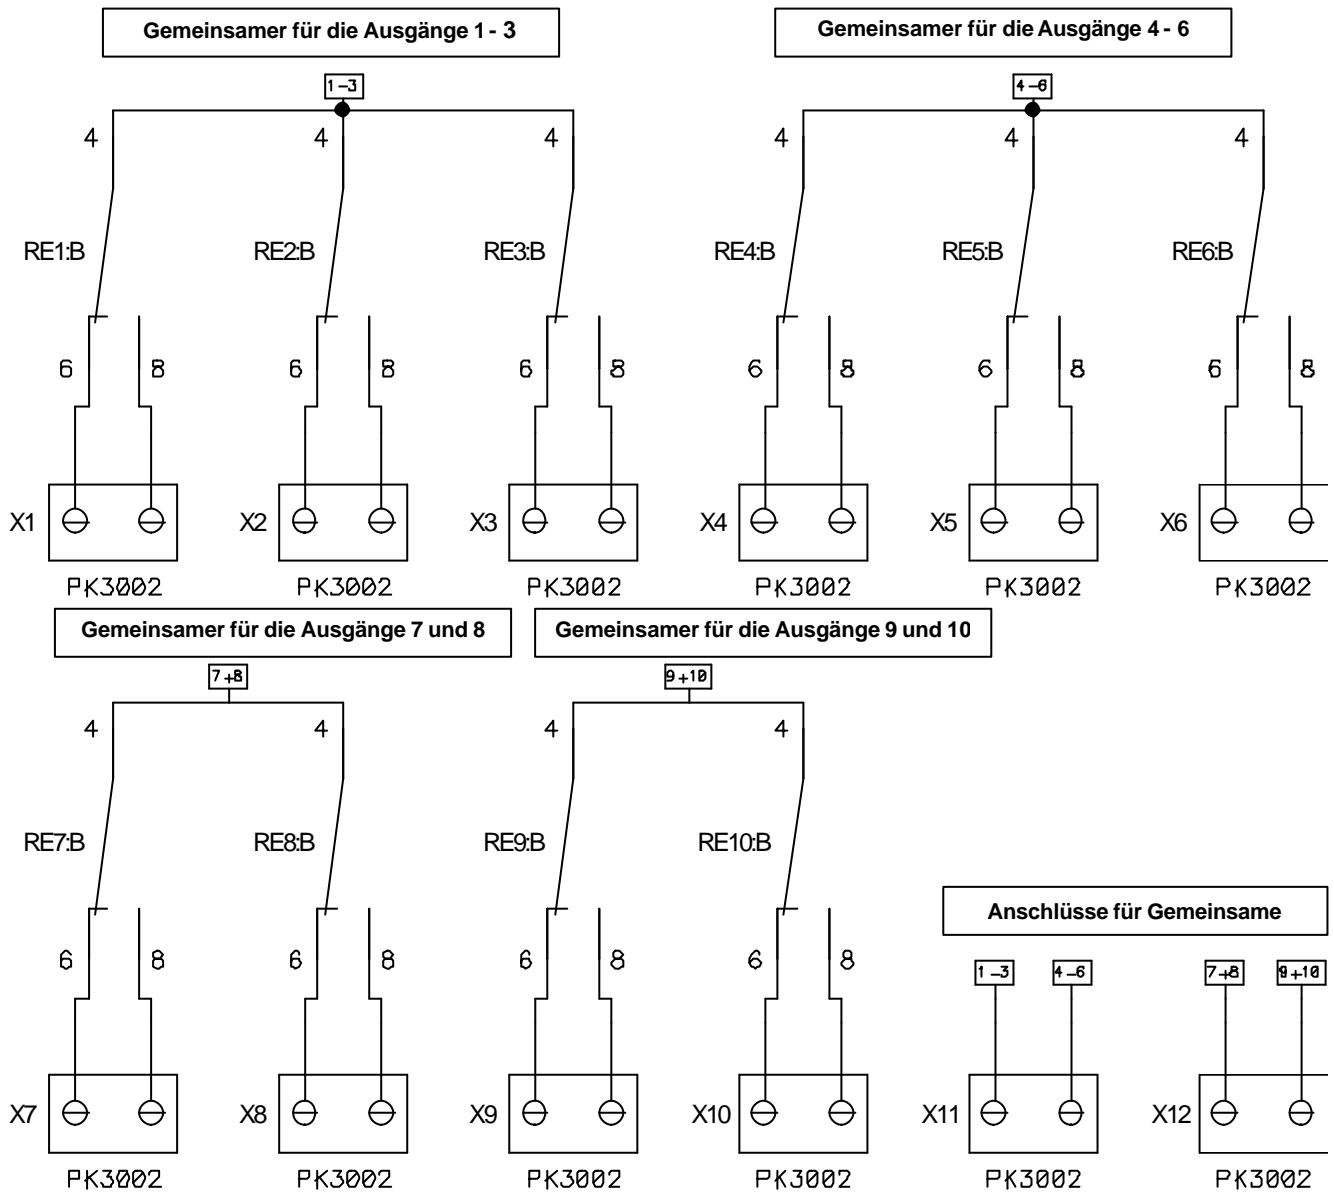 Gemeinsamer für die Ausgänge 1 - 3
Gemeinsamer für die Ausgänge 4 - 6
1-3
4-6
4 4 4 4 4 4
RE1:B RE2:B RE3:B RE4:B RE5:B RE6:B
6 8 6 8 6 8 6 8 6 8 6 8
X1 X2 X3 X4 X5 X6
PK3002 PK3002 PK3002 PK3002 PK3002 PK3002
Gemeinsamer für die Ausgänge 7 und 8
Gemeinsamer für die Ausgänge 9 und 10
7+8
9+10
4 4 4 4
RE7:B RE8:B RE9:B RE10:B
Anschlüsse für Gemeinsame
6 8 6 8 6 8 6 8
1-3 4-6 7+8 9+10
X7 X8 X9 X10 X11 X12
PK3002 PK3002 PK3002 PK3002 PK3002 PK3002